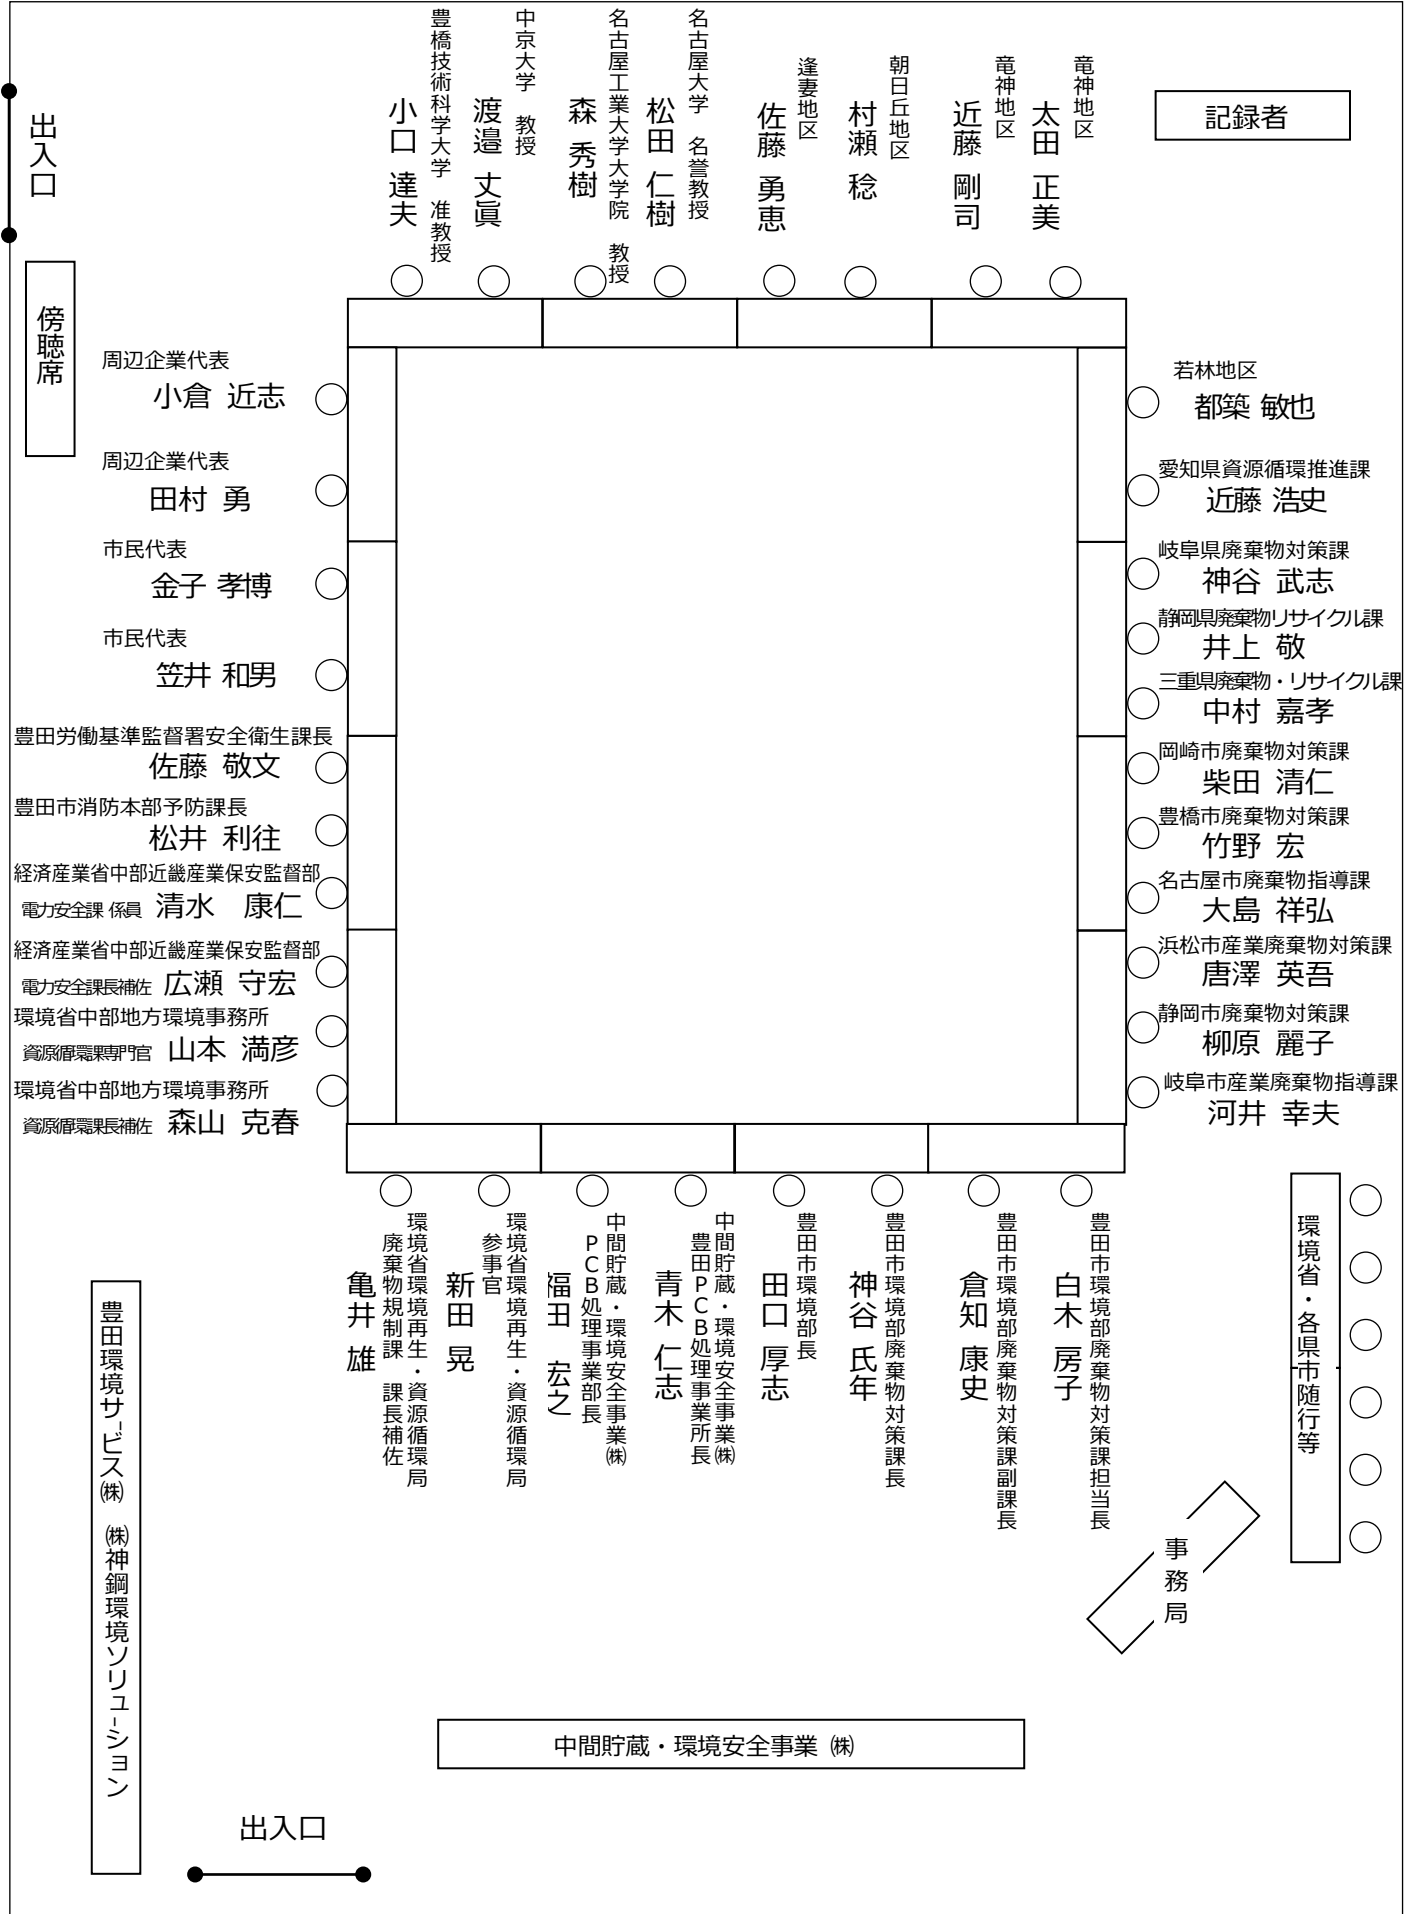 出入口
傍聴席
豊橋技術科学大学　准教授
小口 達夫
中京大学　教授
渡邉 丈眞
名古屋工業大学大学院　教授
森 秀樹
名古屋大学　名誉教授
松田 仁樹
逢妻地区
佐藤 勇恵
朝日丘地区
村瀬 稔
竜神地区
近藤 剛司
竜神地区
太田 正美
記録者
周辺企業代表
小倉 近志
周辺企業代表
田村 勇
市民代表
金子 孝博
市民代表
笠井 和男
豊田労働基準監督署安全衛生課長
佐藤 敬文
豊田市消防本部予防課長
松井 利往
経済産業省中部近畿産業保安監督部
電力安全課 係員 清水　康仁
経済産業省中部近畿産業保安監督部
電力安全課長補佐 広瀬 守宏
環境省中部地方環境事務所
資源循環課専門官 山本 満彦
環境省中部地方環境事務所
資源循環課長補佐 森山 克春
若林地区
都築 敏也
愛知県資源循環推進課
近藤 浩史
岐阜県廃棄物対策課
神谷 武志
静岡県廃棄物リサイクル課
井上 敬
三重県廃棄物・リサイクル課
中村 嘉孝
岡崎市廃棄物対策課
柴田 清仁
豊橋市廃棄物対策課
竹野 宏
名古屋市廃棄物指導課
大島 祥弘
浜松市産業廃棄物対策課
唐澤 英吾
静岡市廃棄物対策課
柳原 麗子
岐阜市産業廃棄物指導課
河井 幸夫
環境省環境再生・資源循環局
廃棄物規制課　課長補佐
亀井 雄
環境省環境再生・資源循環局
参事官
新田 晃
中間貯蔵・環境安全事業㈱
ＰＣＢ処理事業部長
福田 宏之
中間貯蔵・環境安全事業㈱
豊田ＰＣＢ処理事業所長
青木 仁志
豊田市環境部長
田口 厚志
豊田市環境部廃棄物対策課長
神谷 氏年
豊田市環境部廃棄物対策課副課長
倉知 康史
豊田市環境部廃棄物対策課担当長
白木 房子
環境省・各県市随行等
事務局
豊田環境サービス㈱　㈱神鋼環境ソリューション
中間貯蔵・環境安全事業 ㈱
出入口